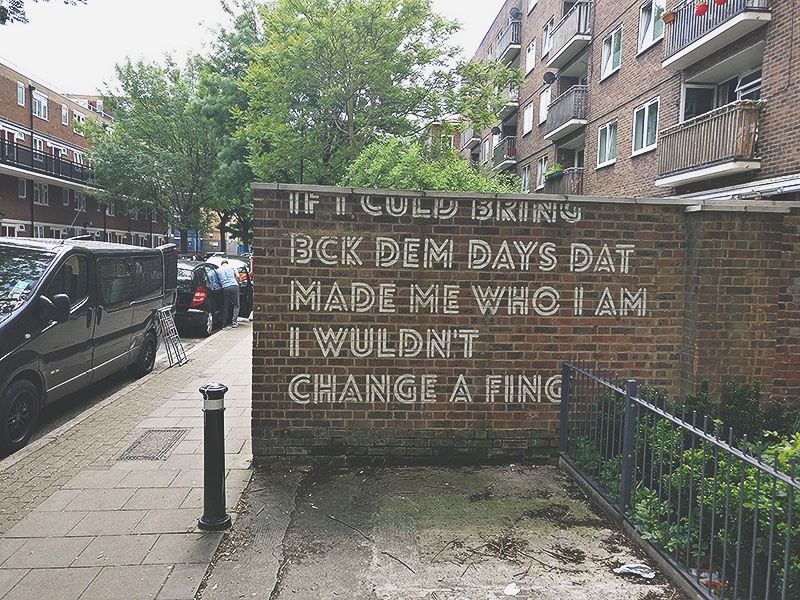 IF I CULD BRING
BCK DEM DAYS DAT
MADE ME WHO I AM
I WULDN'T
CHANGE A FING